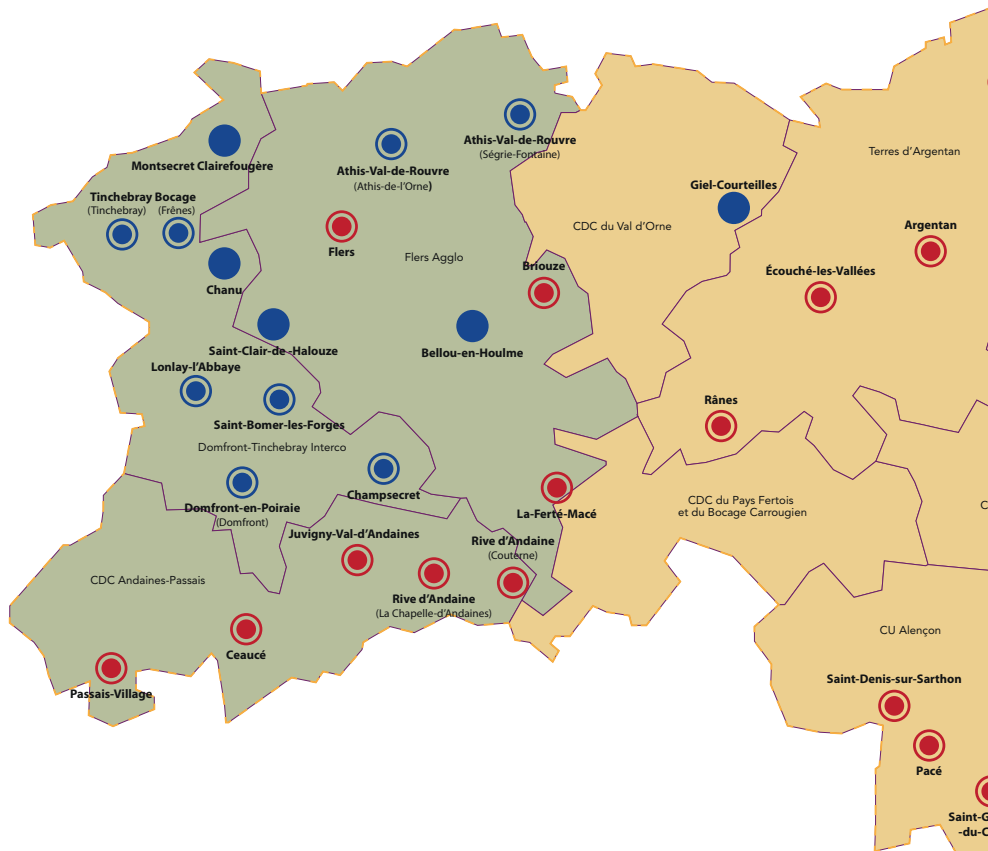 Athis-Val-de-Rouvre
(Ségrie-Fontaine)
Terres d'Argentan
Montsecret Clairefougère
Athis-Val-de-Rouvre
(Athis-de-l'Orne)
Giel-Courteilles
Tinchebray Bocage
(Tinchebray)
(Frênes)
CDC du Val d'Orne
Argentan
Flers
Flers Agglo
Briouze
Écouché-les-Vallées
Chanu
Saint-Clair-de-Halouze
Bellou-en-Houlme
Lonlay-l'Abbaye
Rânes
Saint-Bomer-les-Forges
Domfront-Tinchebray Interco
Champsecret
CDC du Pays Fertois
et du Bocage Carrougien
Domfront-en-Poiraie
(Domfront)
La-Ferté-Macé
Juvigny-Val-d'Andaines
Rive d'Andaine
(Couterne)
CDC Andaines-Passais
Rive d'Andaine
(La Chapelle-d'Andaines)
CU Alençon
Ceaucé
Saint-Denis-sur-Sarthon
Passais-Village
Pacé
Saint-G
-du-C